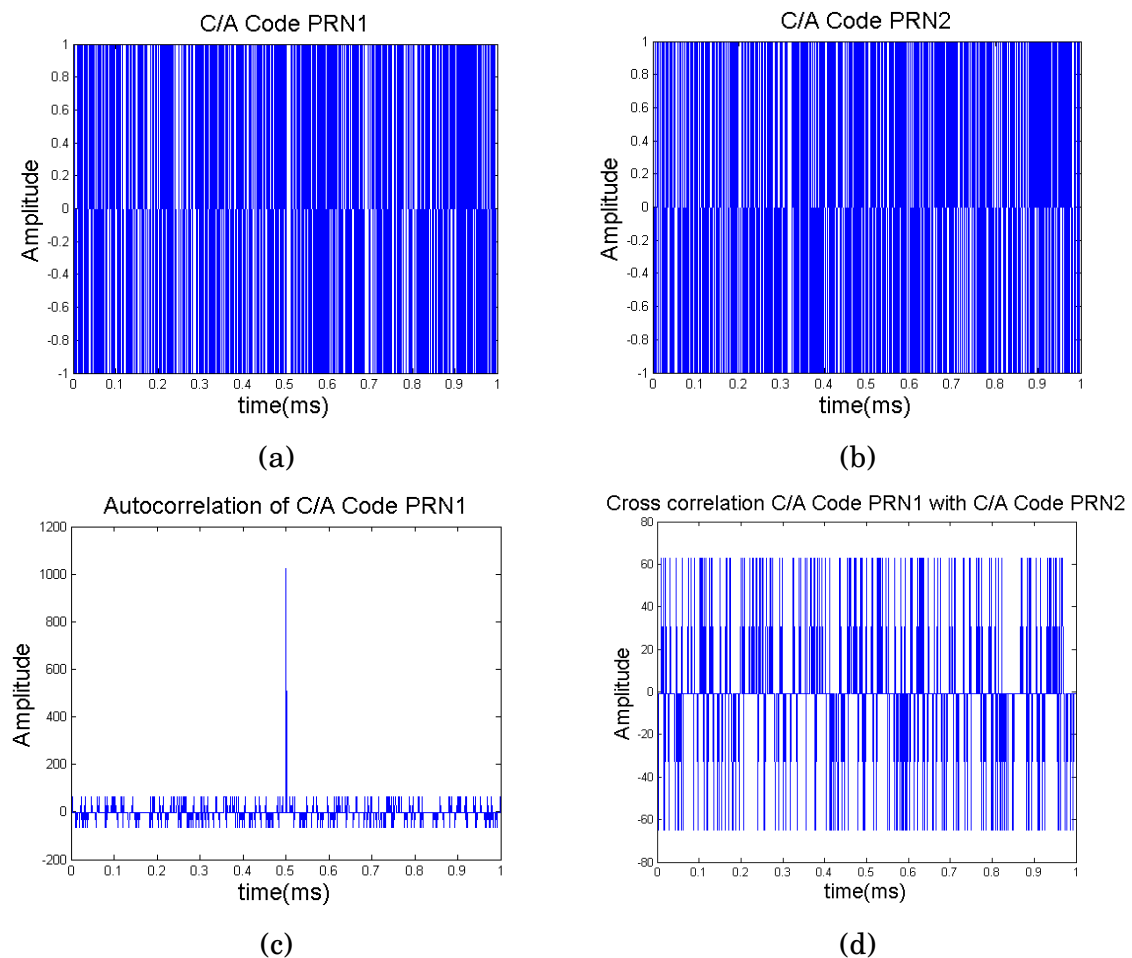 C/A Code PRN1
Amplitude
1
0.8
0.6
0.4
0.2
0
-0.2
-0.4
-0.6
-0.8
-1
0 0.1 0.2 0.3 0.4 0.5 0.6 0.7 0.8 0.9 1
time(ms)
(a)
C/A Code PRN2
Amplitude
1
0.8
0.6
0.4
0.2
0
-0.2
-0.4
-0.6
-0.8
-1
0 0.1 0.2 0.3 0.4 0.5 0.6 0.7 0.8 0.9 1
time(ms)
(b)
Autocorrelation of C/A Code PRN1
Amplitude
1200
1000
800
600
400
200
0
-200
0 0.1 0.2 0.3 0.4 0.5 0.6 0.7 0.8 0.9 1
time(ms)
(c)
Cross correlation C/A Code PRN1 with C/A Code PRN2
Amplitude
80
60
40
20
0
-20
-40
-60
-80
0 0.1 0.2 0.3 0.4 0.5 0.6 0.7 0.8 0.9 1
time(ms)
(d)